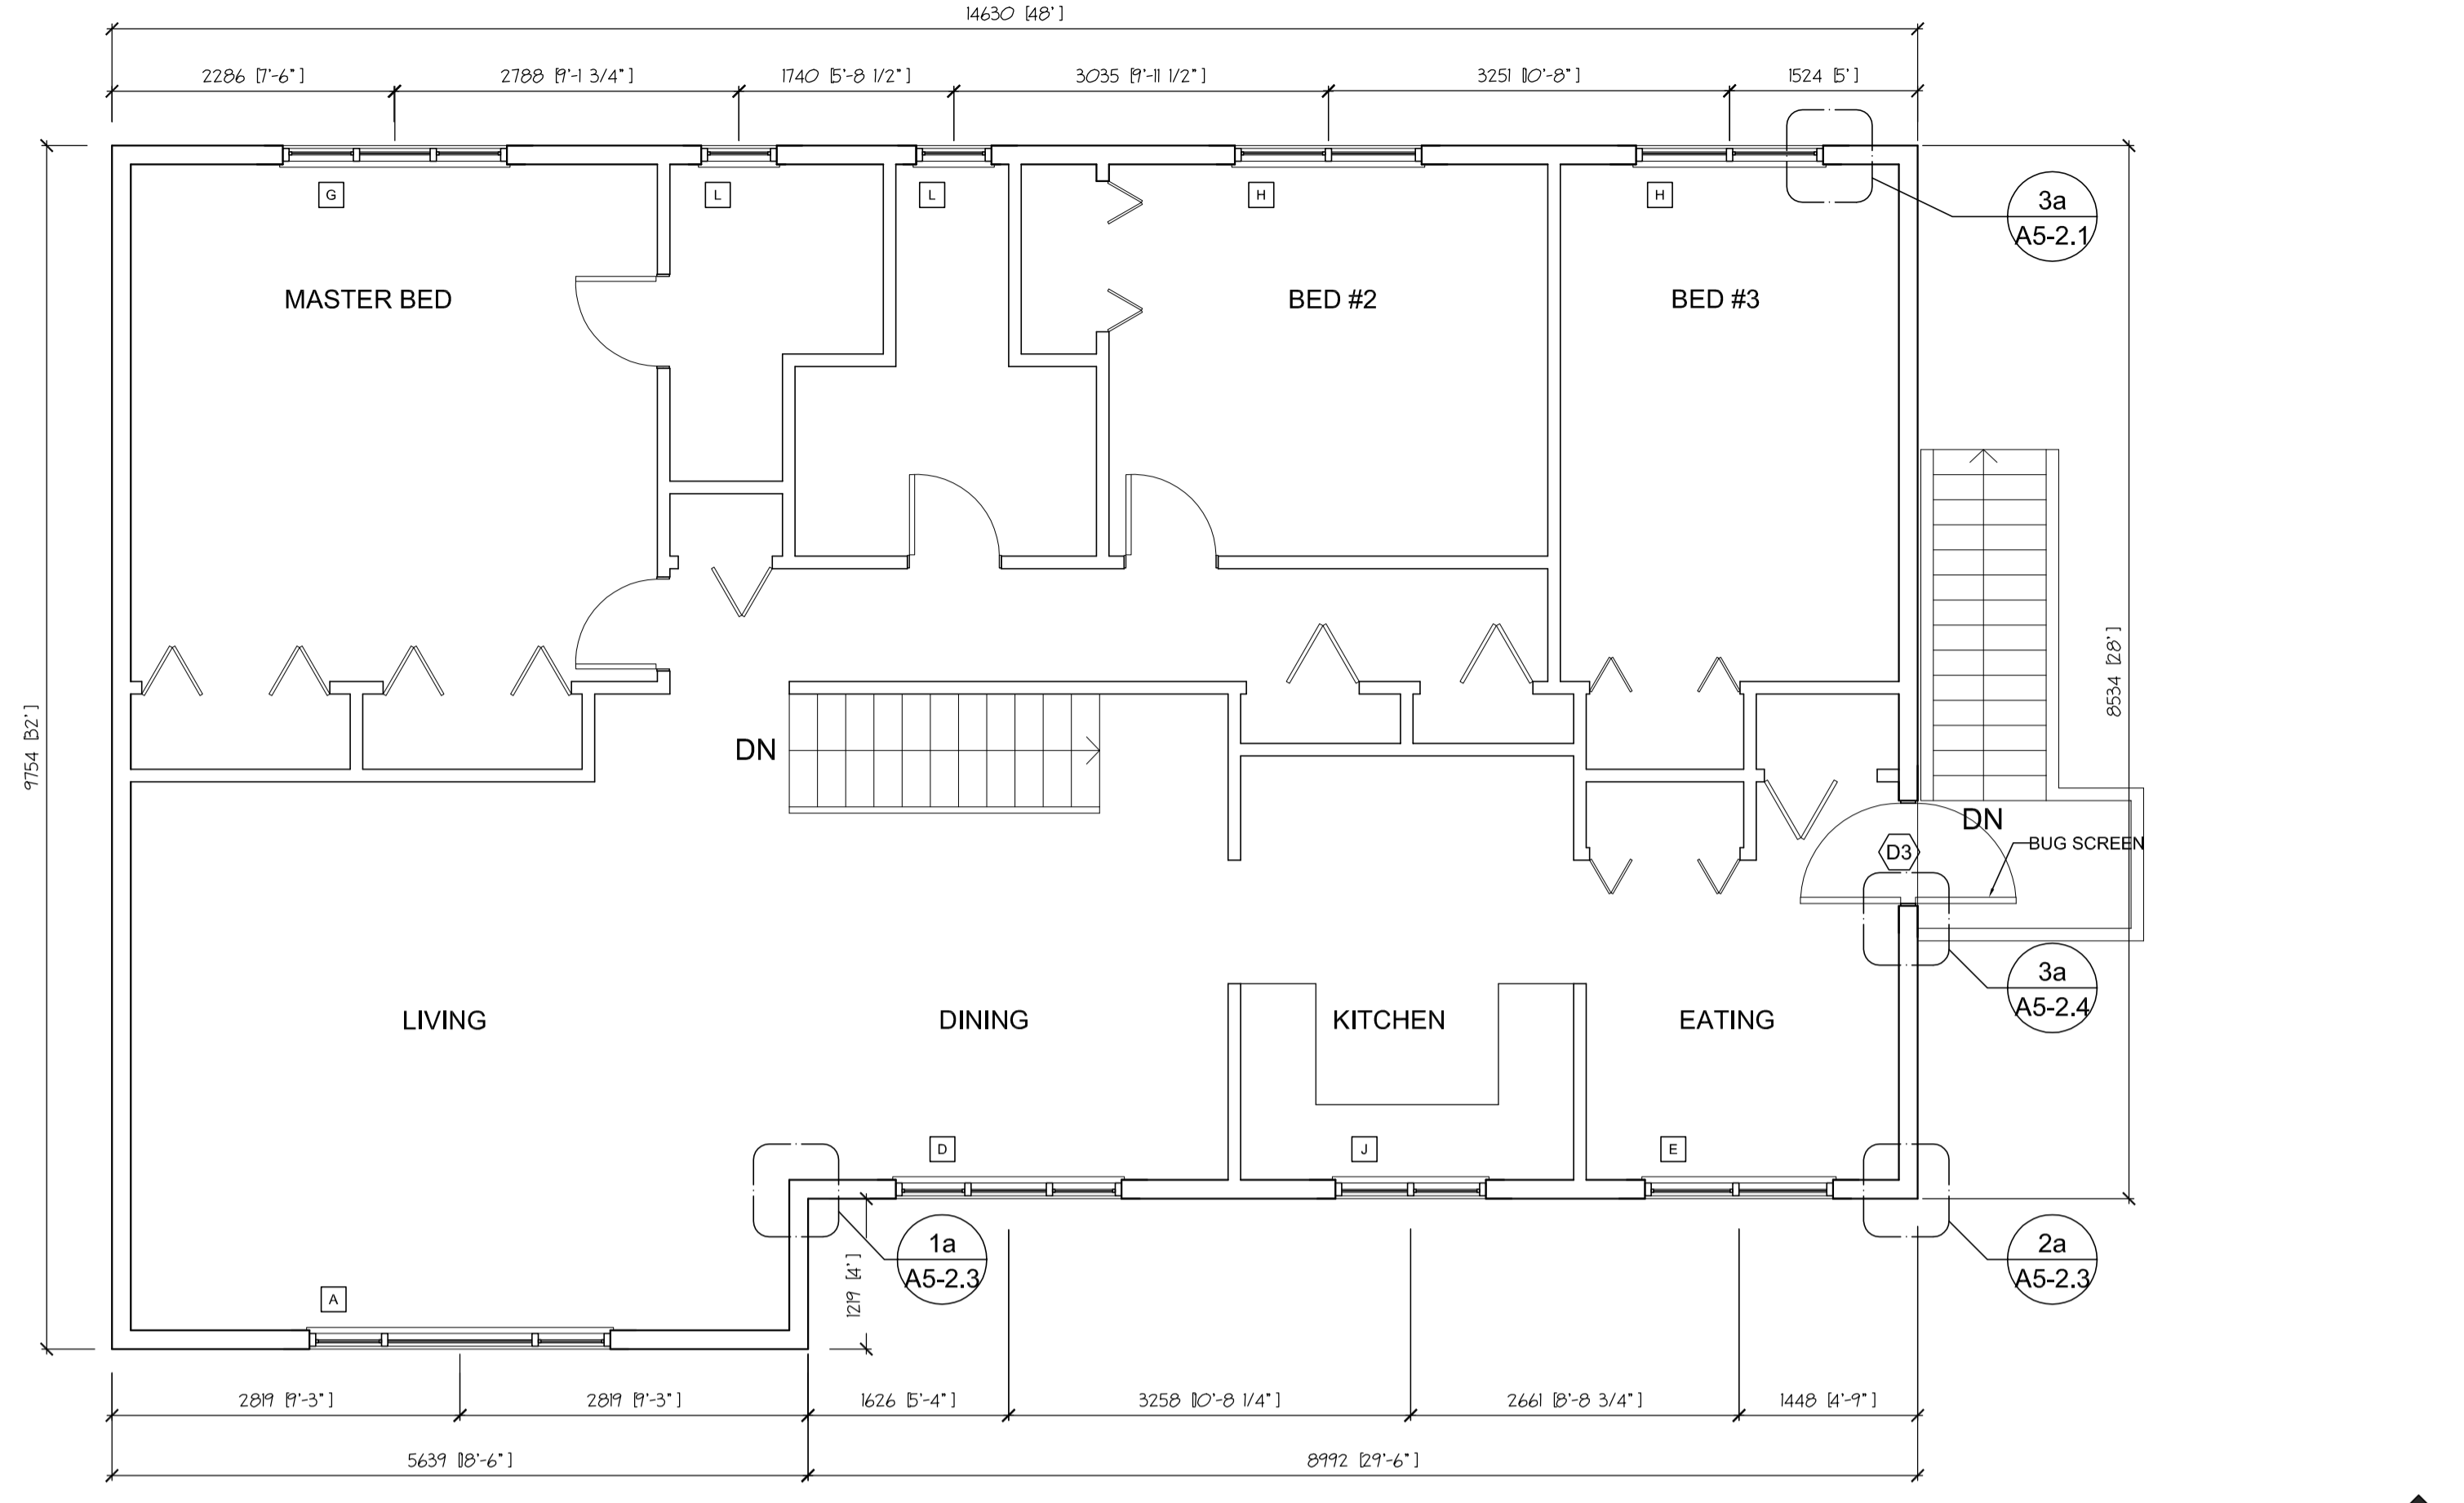 14630 [48']
2286 [7'-6"]
2788 [9'-1 3/4"]
1740 [5'-8 1/2"]
3035 [9'-11 1/2"]
3251 [10'-8"]
1524 [5']
G
L
L
H
H
3a
A5-2.1
MASTER BED
BED #2
BED #3
9754 [32']
8534 [28']
DN
DN
BUG SCREEN
D3
3a
A5-2.4
LIVING
DINING
KITCHEN
EATING
D
J
E
1a
A5-2.3
2a
A5-2.3
1219 [4']
A
2819 [9'-3"]
2819 [9'-3"]
1626 [5'-4"]
3258 [10'-8 1/4"]
2661 [8'-8 3/4"]
1448 [4'-9"]
5639 [18'-6"]
8992 [29'-6"]